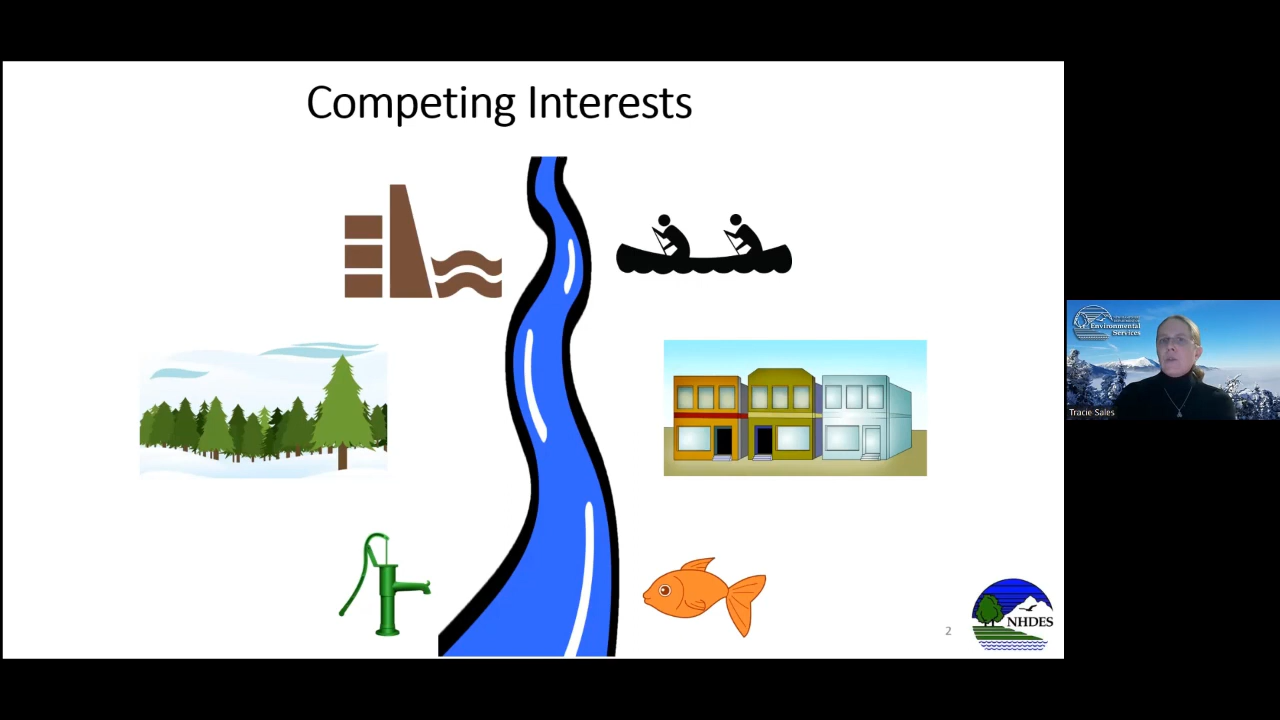 Competing Interests
Environmental
Services
Tracie Sales
2
NHDES